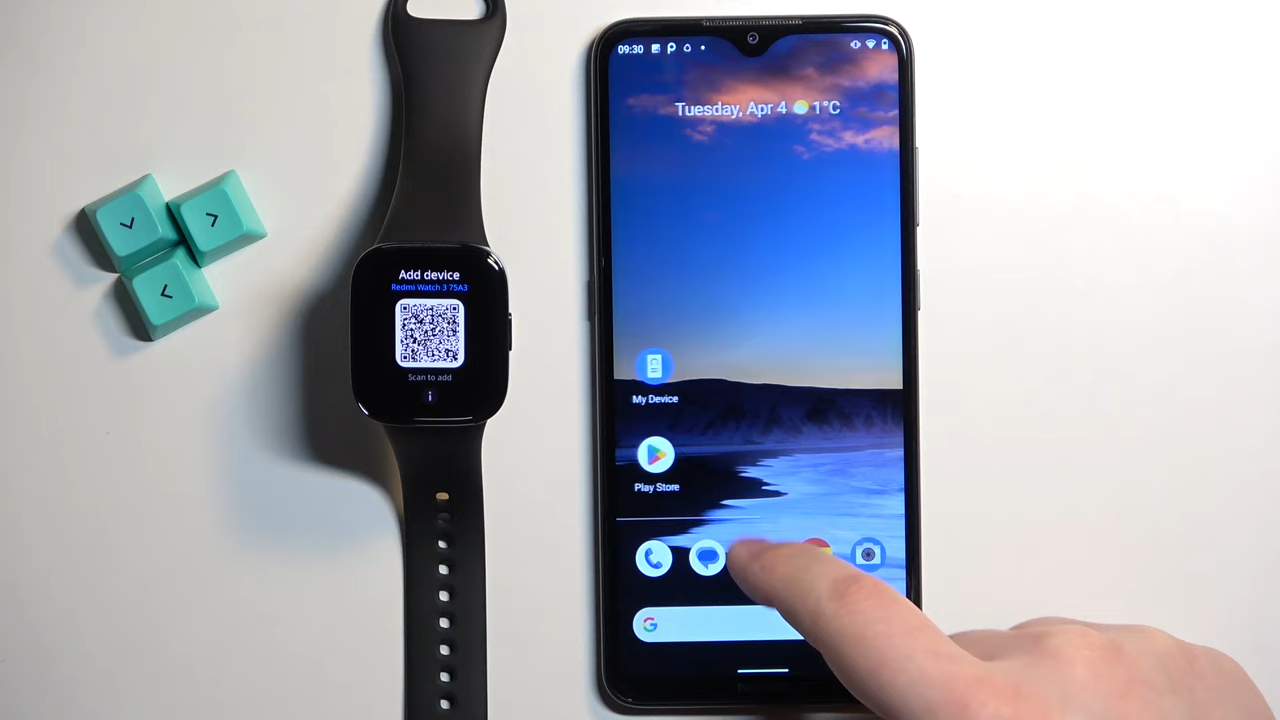 Add device
Redmi Watch 3 75A3
Scan to add
i
09:30
Tuesday, Apr 4 1°C
My Device
Play Store
G